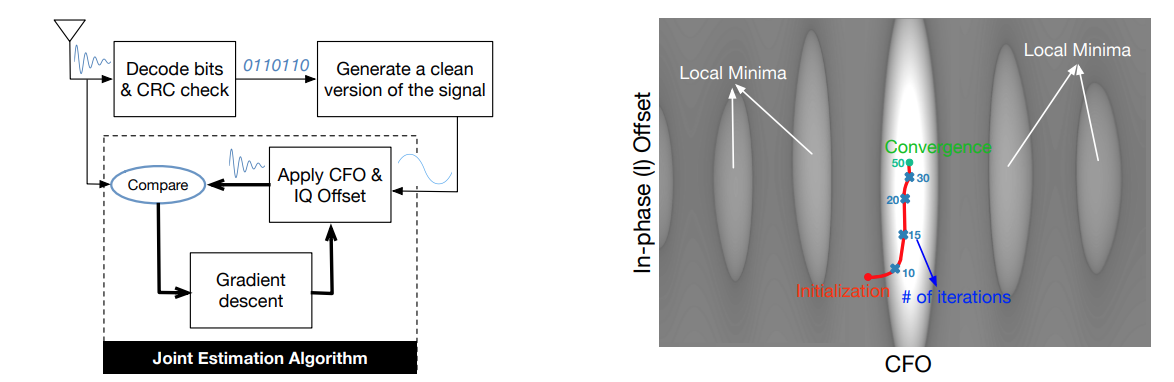 Decode bits
& CRC check
0110110
Generate a clean
version of the signal
Compare
Apply CFO &
IQ Offset
Gradient
descent
Joint Estimation Algorithm
In-phase (I) Offset
Local Minima
Local Minima
Convergence
50
30
20
15
10
Initialization
# of iterations
CFO